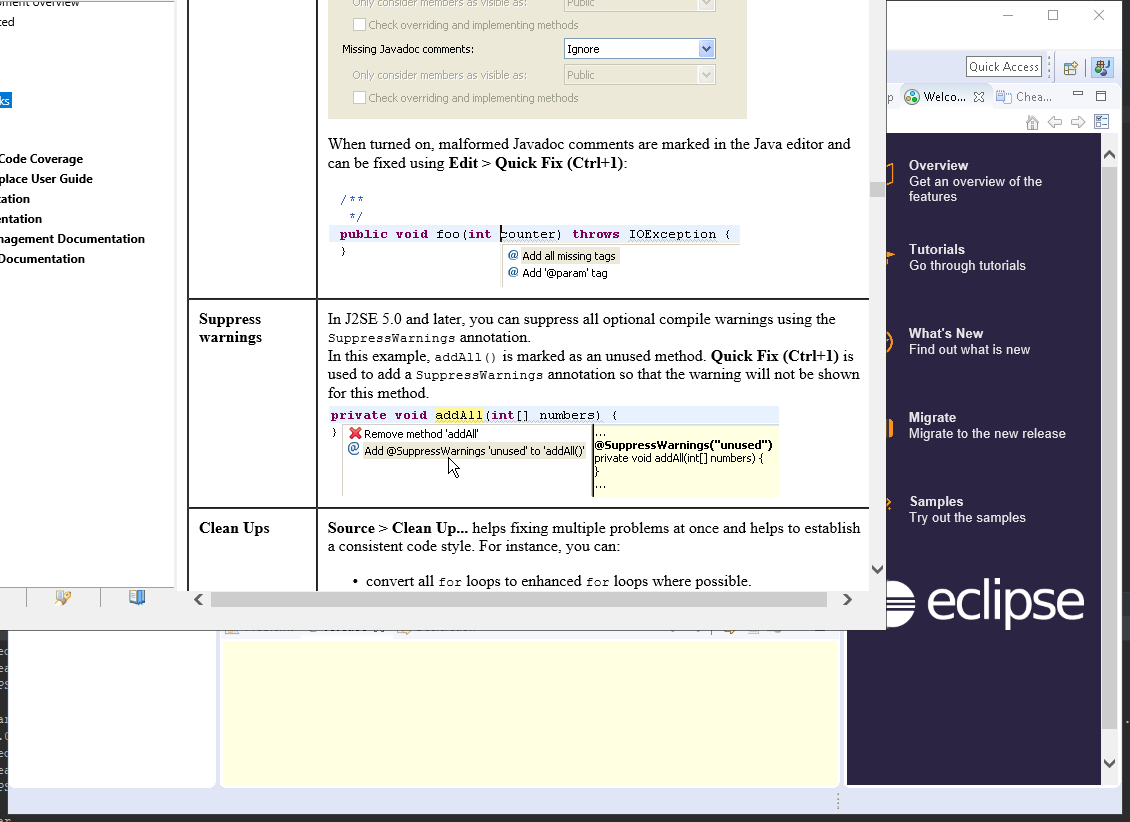 ment overview
ted
ks
Code Coverage
place User Guide
tation
entation
nagement Documentation
Documentation
Only consider members as visible as:
Public
Check overriding and implementing methods
Missing Javadoc comments:
Ignore
Only consider members as visible as:
Public
Check overriding and implementing methods
When turned on, malformed Javadoc comments are marked in the Java editor and
can be fixed using Edit > Quick Fix (Ctrl+1):
/**
*/
public void foo(int counter) throws IOException {
}
@ Add all missing tags
@ Add '@param' tag
Suppress
warnings
In J2SE 5.0 and later, you can suppress all optional compile warnings using the
SuppressWarnings annotation.
In this example, addAll() is marked as an unused method. Quick Fix (Ctrl+1) is
used to add a SuppressWarnings annotation so that the warning will not be shown
for this method.
private void addAll(int[] numbers) {
}
Remove method 'addAll'
@ Add @SuppressWarnings 'unused' to 'addAll()'
...
@SuppressWarnings("unused")
private void addAll(int[] numbers) {
}
...
Clean Ups
Source > Clean Up... helps fixing multiple problems at once and helps to establish
a consistent code style. For instance, you can:
• convert all for loops to enhanced for loops where possible.
Quick Access
p
Welco...
Chea...
Overview
Get an overview of the
features
Tutorials
Go through tutorials
What's New
Find out what is new
Migrate
Migrate to the new release
Samples
Try out the samples
eclipse